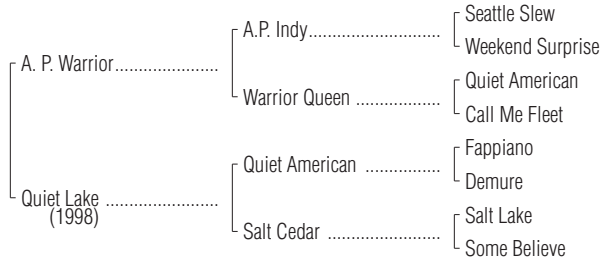 Seattle Slew
A.P. Indy..............................
Weekend Surprise
A. P. Warrior.......................
Quiet American
Warrior Queen ...................
Call Me Fleet
Fappiano
Quiet American .................
Demure
Quiet Lake .........................
(1998)
Salt Lake
Salt Cedar ...........................
Some Believe